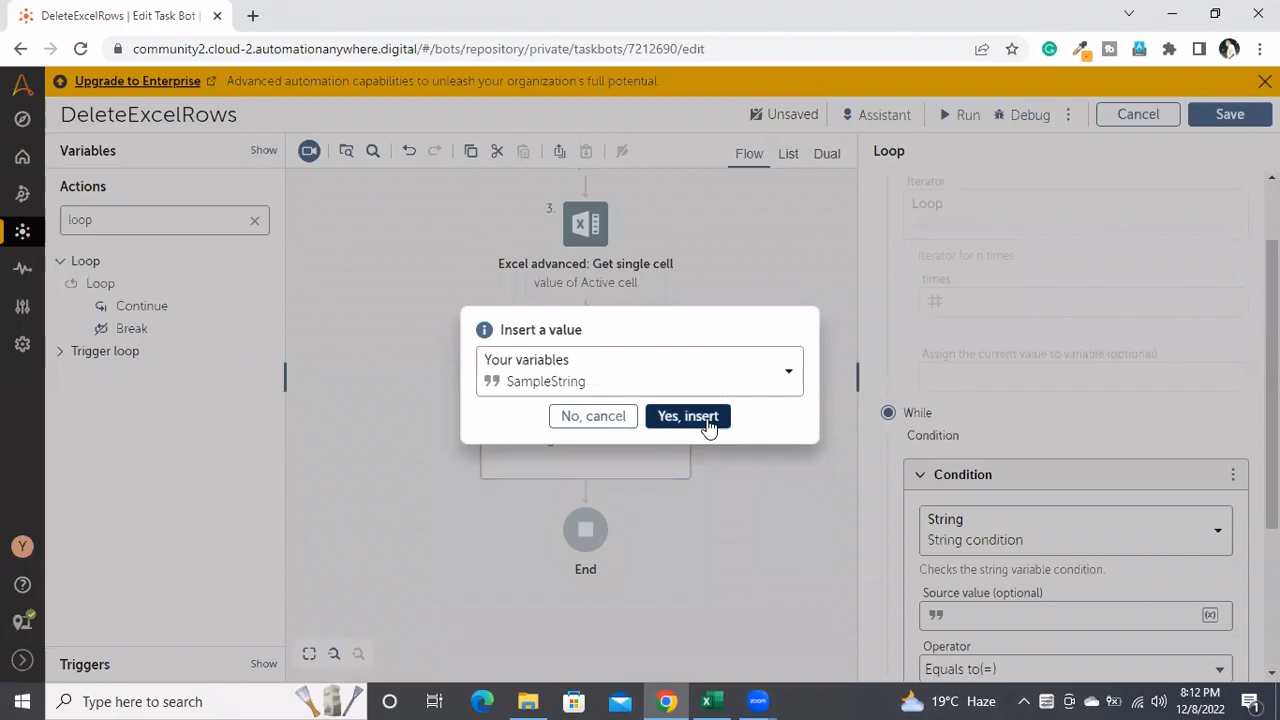 DeleteExcelRows | Edit Task Bot |
community2.cloud-2.automationanywhere.digital/#/bots/repository/private/taskbots/7212690/edit
Upgrade to Enterprise
Advanced automation capabilities to unleash your organization's full potential.
DeleteExcelRows
Unsaved
Assistant
Run
Debug
Cancel
Save
Variables
Show
Flow
List
Dual
Loop
Actions
loop
Loop
Loop
Continue
Break
Trigger loop
3.
Excel advanced: Get single cell
value of Active cell
Insert a value
Your variables
SampleString
No, cancel
Yes, insert
End
Iterator
Loop
Iterator for n times
times
Assign the current value to variable (optional)
While
Condition
Condition
String
String condition
Checks the string variable condition.
Source value (optional)
(x)
Operator
Equals to(=)
Y
Triggers
Show
Type here to search
zoom
19°C Haze
8:12 PM
12/8/2022
1